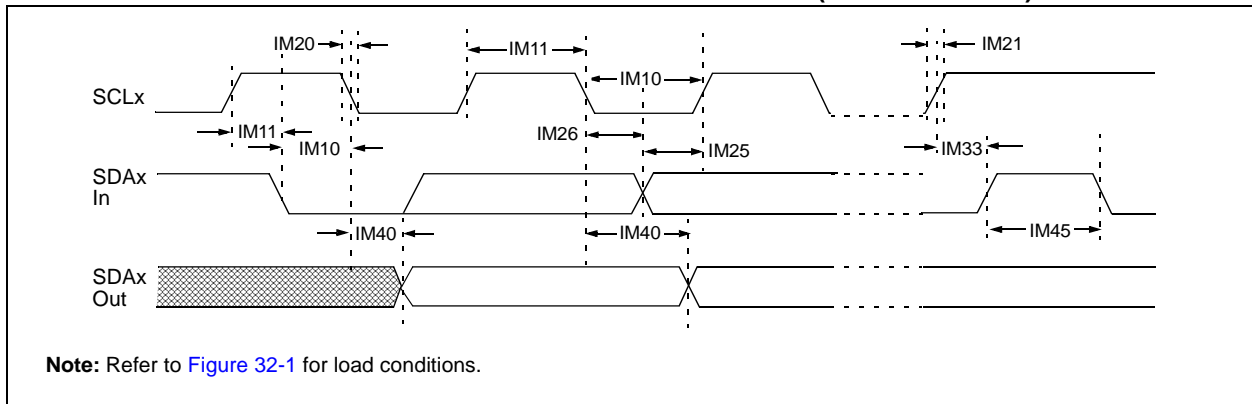 IM20
IM11
IM21
IM10
SCLx
IM11
IM26
IM10
IM25
IM33
SDAx
In
IM40
IM40
IM45
SDAx
Out
Note: Refer to Figure 32-1 for load conditions.